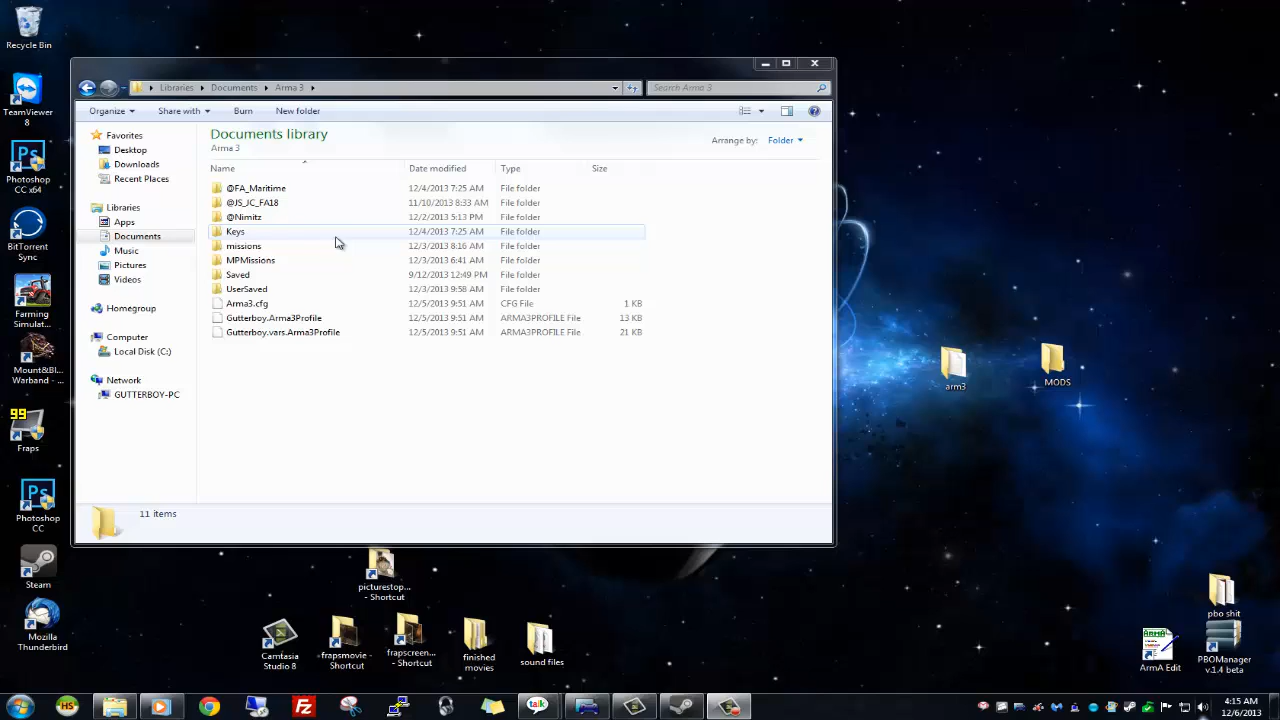 Recycle Bin
TeamViewer
8
Photoshop
CC x64
BitTorrent
Sync
Farming
Simulat...
Mount&Bl...
Warband - ...
99
Fraps
Ps
Photoshop
CC
Steam
Mozilla
Thunderbird
Libraries
Documents
Arma 3
Search Arma 3
Organize
Share with
Burn
New folder
Documents library
Arma 3
Arrange by: Folder
Name Date modified Type Size
Favorites
Desktop
Downloads
Recent Places
Libraries
Apps
Documents
Music
Pictures
Videos
Homegroup
Computer
Local Disk (C:)
Network
GUTTERBOY-PC
@FA_Maritime 12/4/2013 7:25 AM File folder
@JS_JC_FA18 11/10/2013 8:33 AM File folder
@Nimitz 12/2/2013 5:13 PM File folder
Keys 12/4/2013 7:25 AM File folder
missions 12/3/2013 8:16 AM File folder
MPMissions 12/3/2013 6:41 AM File folder
Saved 9/12/2013 12:49 PM File folder
UserSaved 12/3/2013 9:58 AM File folder
Arma3.cfg 12/5/2013 9:51 AM CFG File 1 KB
Gutterboy.Arma3Profile 12/5/2013 9:51 AM ARMA3PROFILE File 13 KB
Gutterboy.vars.Arma3Profile 12/5/2013 9:51 AM ARMA3PROFILE File 21 KB
11 items
arm3
MODS
picturestop...
- Shortcut
Camtasia
Studio 8
frapsmovie -
Shortcut
frapscreen...
- Shortcut
finished
movies
sound files
pbo shit
ArmA Edit
PBOManager
v.1.4 beta
HS
FZ
talk
4:15 AM
12/6/2013